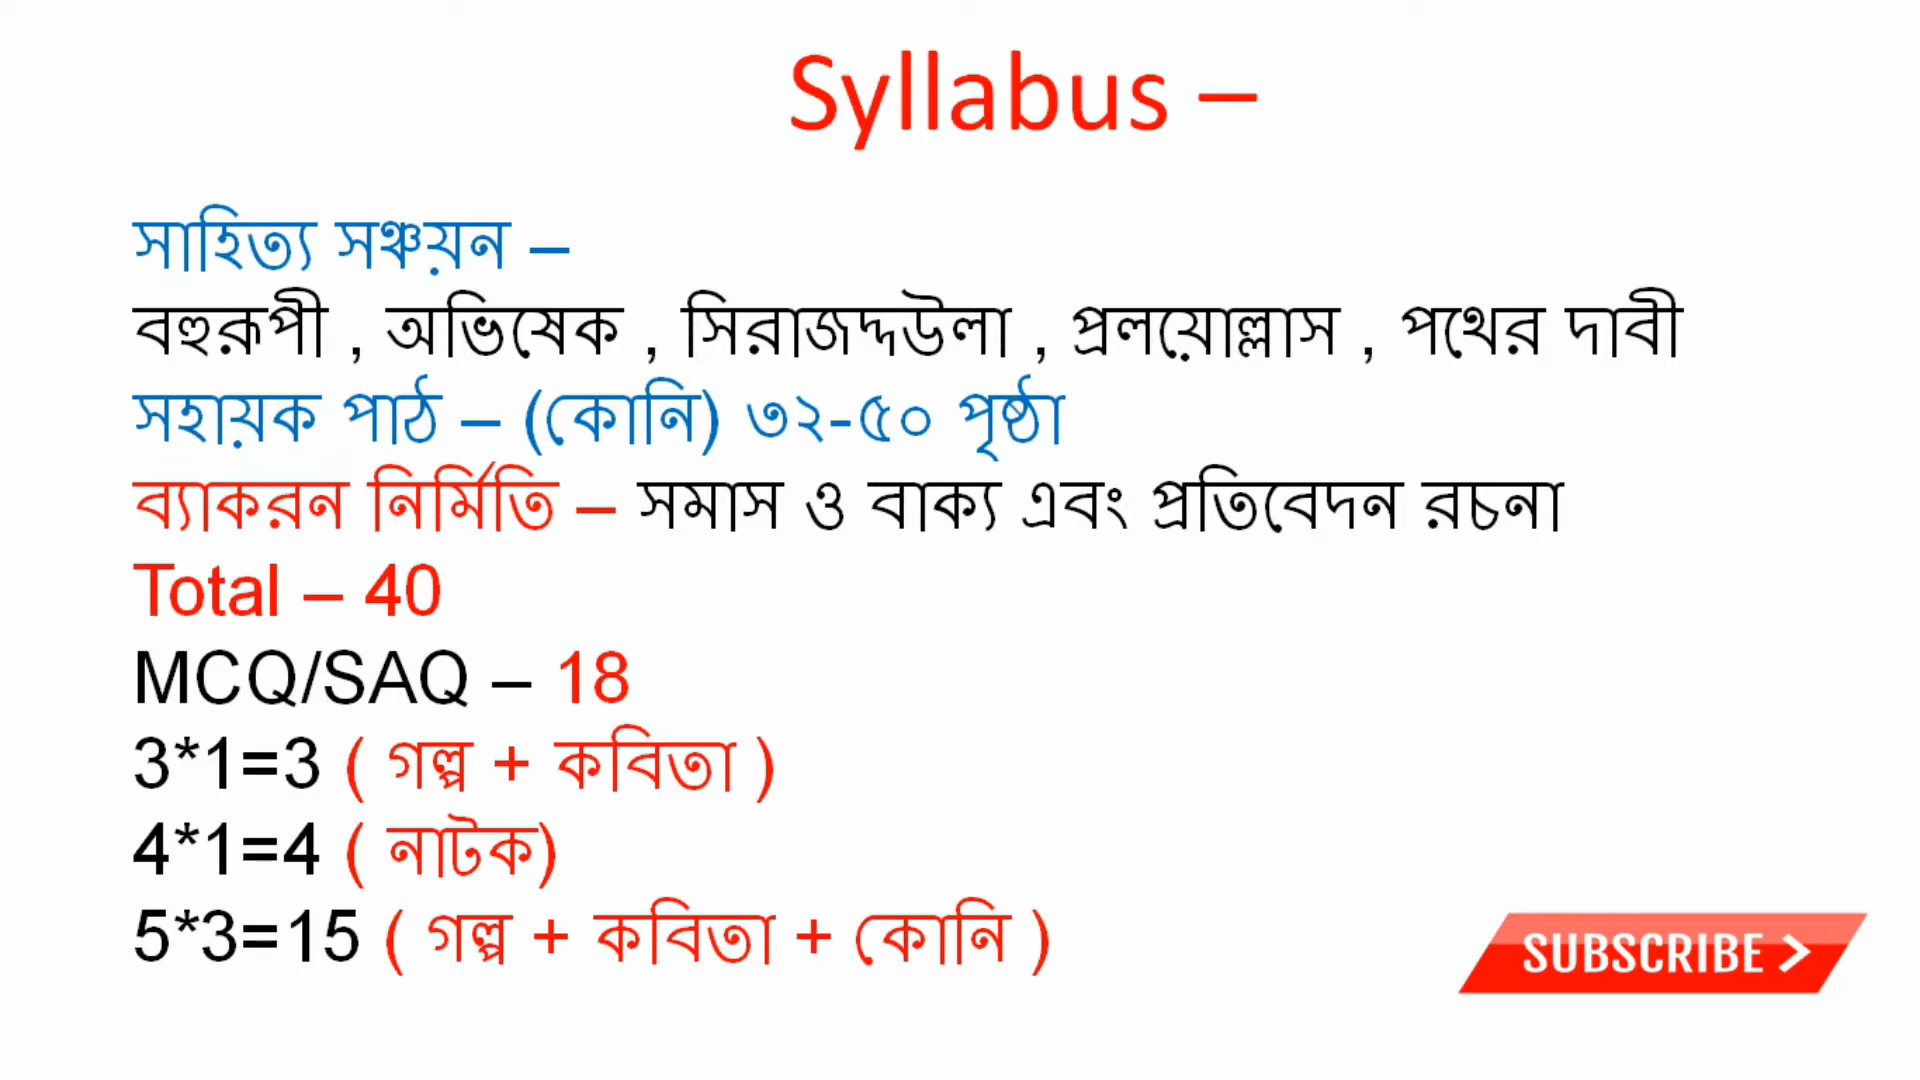 Syllabus –
সাহিত্য সঞ্চয়ন –
বহুরূপী , অভিষেক , সিরাজদ্দউলা , প্রলয়োল্লাস , পথের দাবী
সহায়ক পাঠ – (কোনি) ৩২-৫০ পৃষ্ঠা
ব্যাকরন নির্মিতি – সমাস ও বাক্য এবং প্রতিবেদন রচনা
Total – 40
MCQ/SAQ – 18
3*1=3 ( গল্প + কবিতা )
4*1=4 ( নাটক)
5*3=15 ( গল্প + কবিতা + কোনি )
SUBSCRIBE >